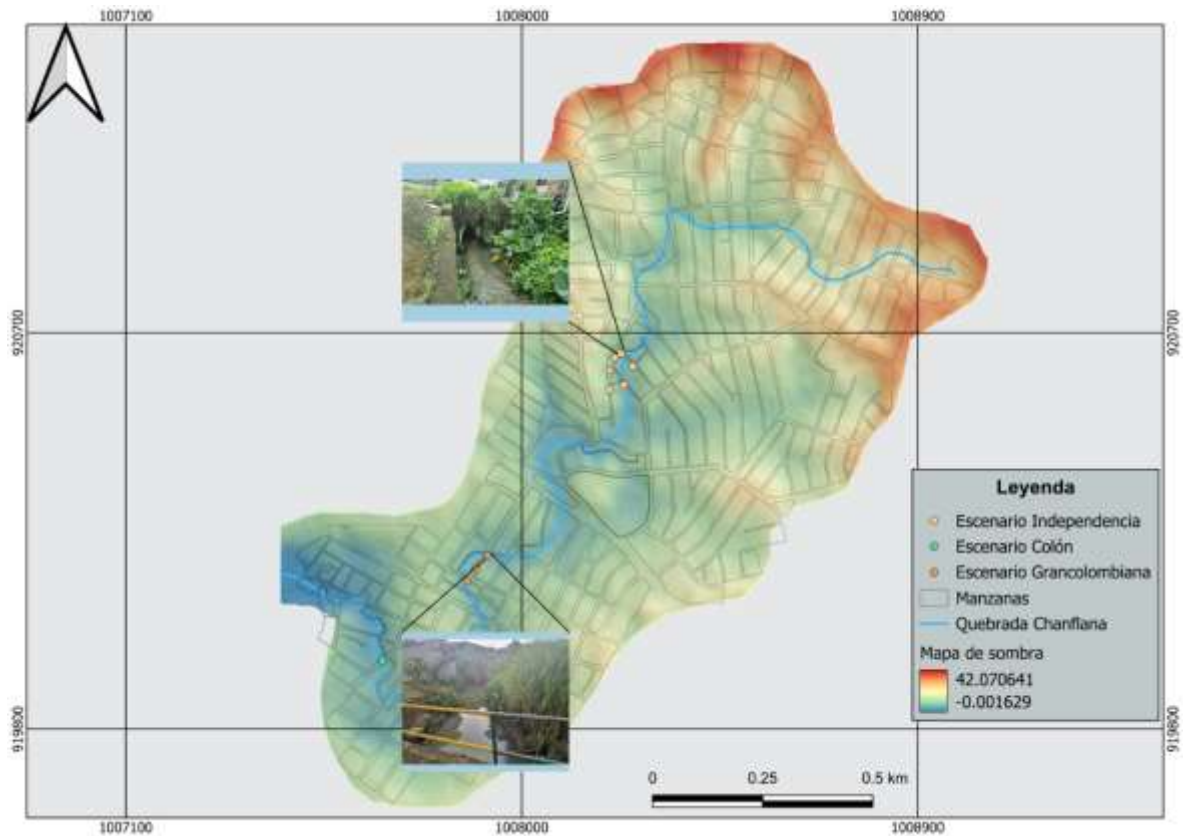 1007100
1008000
1008900
920700
920700
Leyenda
Escenario Independencia
Escenario Colón
Escenario Grancolombiana
Manzanas
Quebrada Chanflana
Mapa de sombra
42.070641
-0.001629
919800
919800
0
0.25
0.5 km
1007100
1008000
1008900